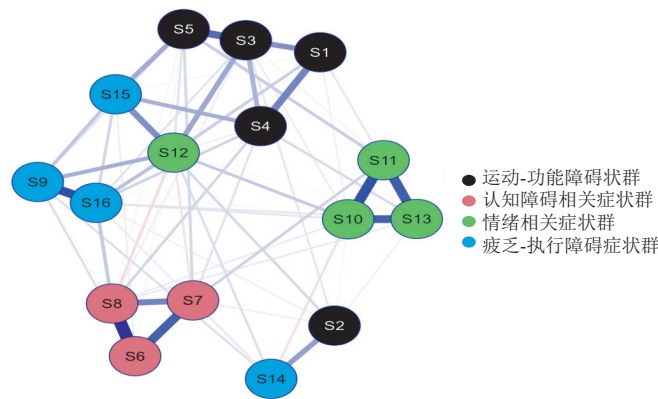 S5
S3
S1
S15
S4
S12
S11
S9
S16
S10
S13
S8
S7
S2
S6
S14
运动-功能障碍状群
认知障碍相关症状群
情绪相关症状群
疲乏-执行障碍症状群